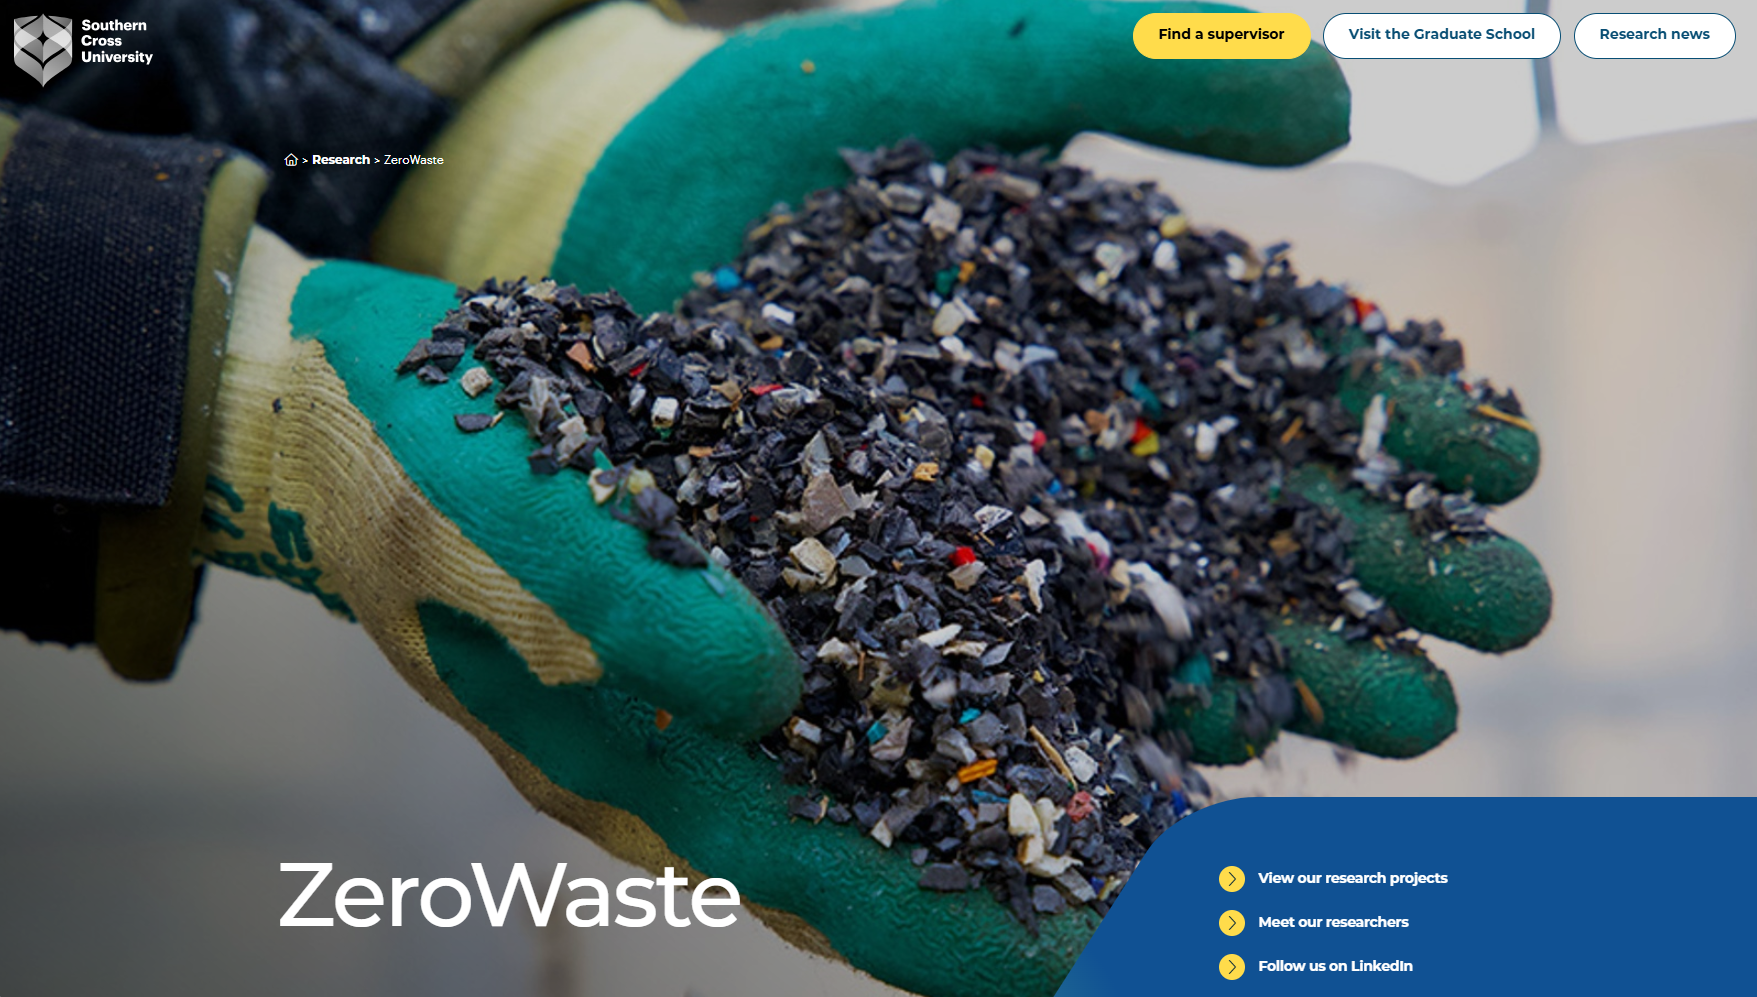 Southern
Cross
University
Find a supervisor
Visit the Graduate School
Research news
> Research > ZeroWaste
ZeroWaste
View our research projects
Meet our researchers
Follow us on LinkedIn